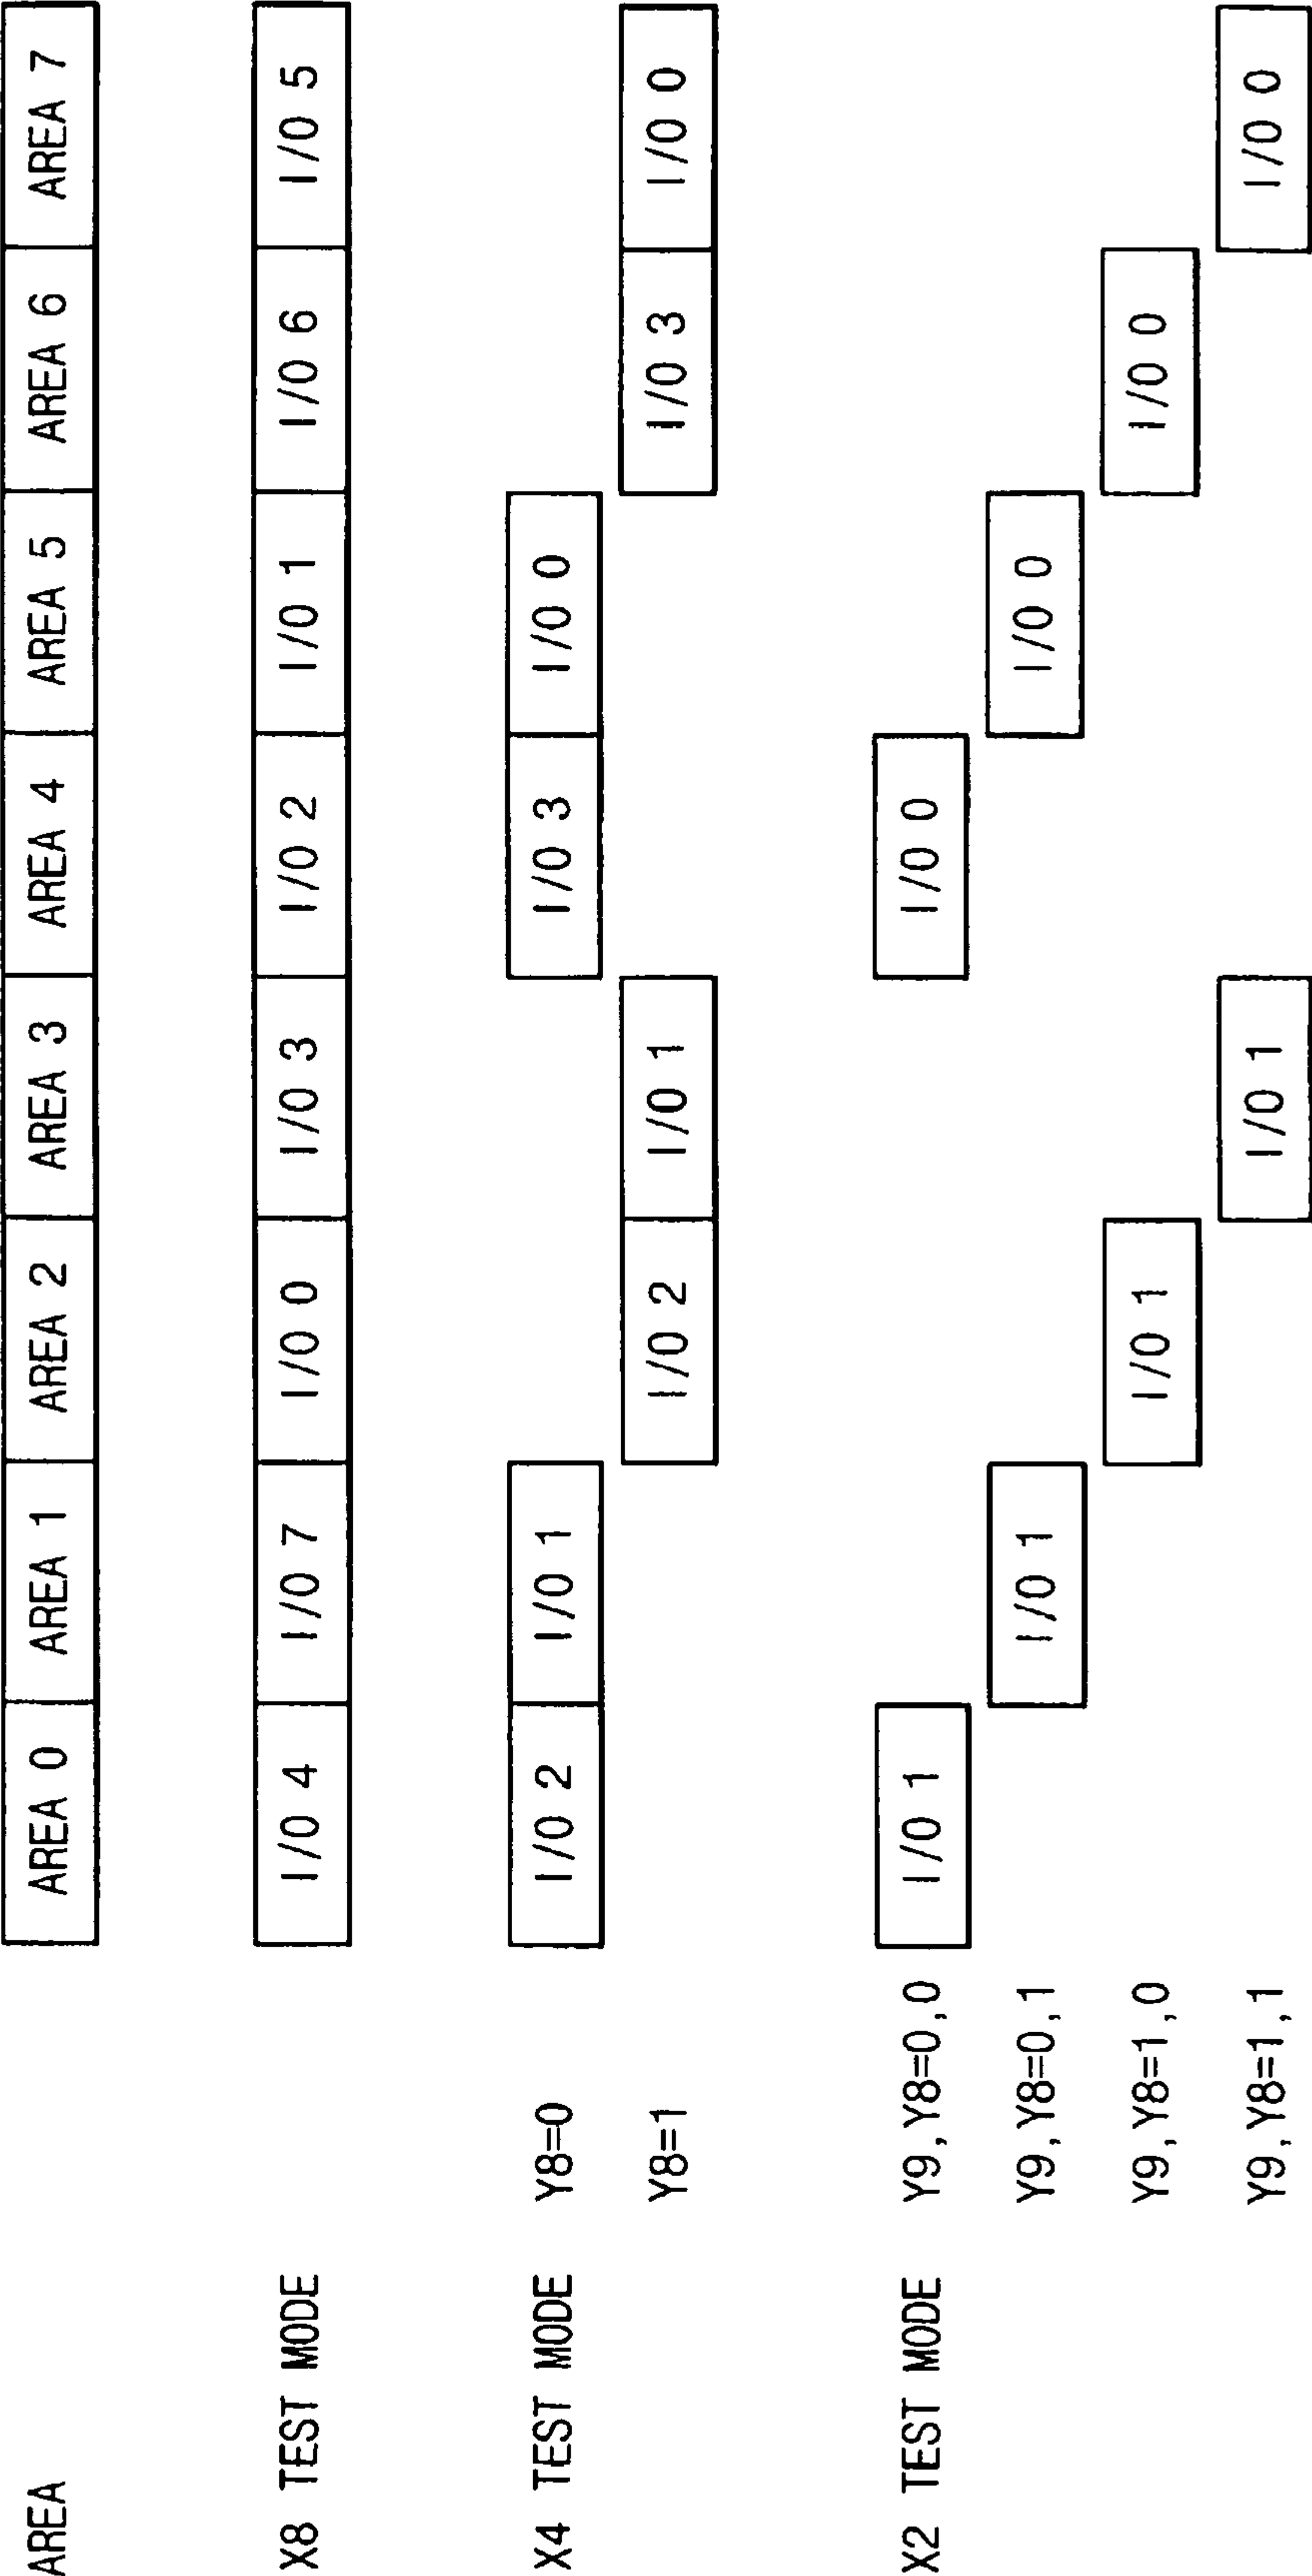 AREA AREA 0 AREA 1 AREA 2 AREA 3 AREA 4 AREA 5 AREA 6 AREA 7
X8 TEST MODE I/O 4 I/O 7 I/O 0 I/O 3 I/O 2 I/O 1 I/O 6 I/O 5
X4 TEST MODE Y8=0 I/O 2 I/O 1 I/O 3 I/O 0
Y8=1 I/O 2 I/O 1 I/O 3 I/O 0
X2 TEST MODE Y9,Y8=0,0 I/O 1 I/O 0
Y9,Y8=0,1 I/O 1 I/O 0
Y9,Y8=1,0 I/O 1 I/O 0
Y9,Y8=1,1 I/O 1 I/O 0